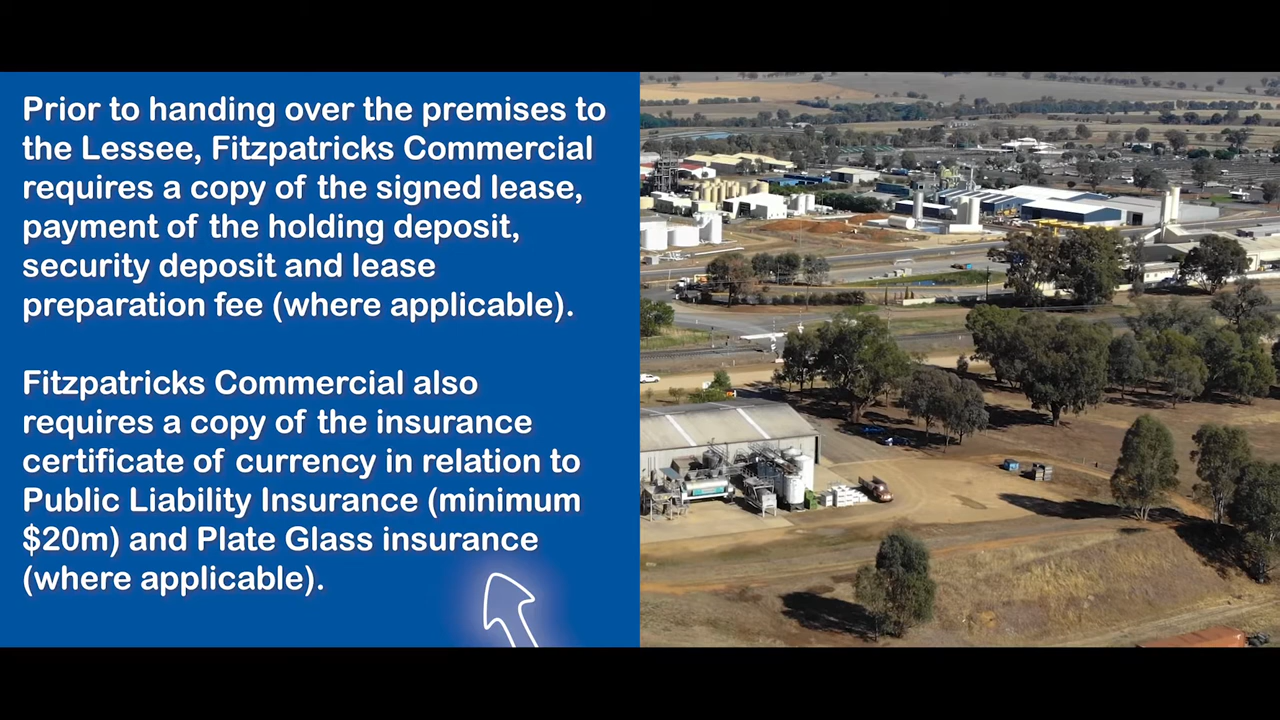 Prior to handing over the premises to
the Lessee, Fitzpatricks Commercial
requires a copy of the signed lease,
payment of the holding deposit,
security deposit and lease
preparation fee (where applicable).
Fitzpatricks Commercial also
requires a copy of the insurance
certificate of currency in relation to
Public Liability Insurance (minimum
$20m) and Plate Glass insurance
(where applicable).